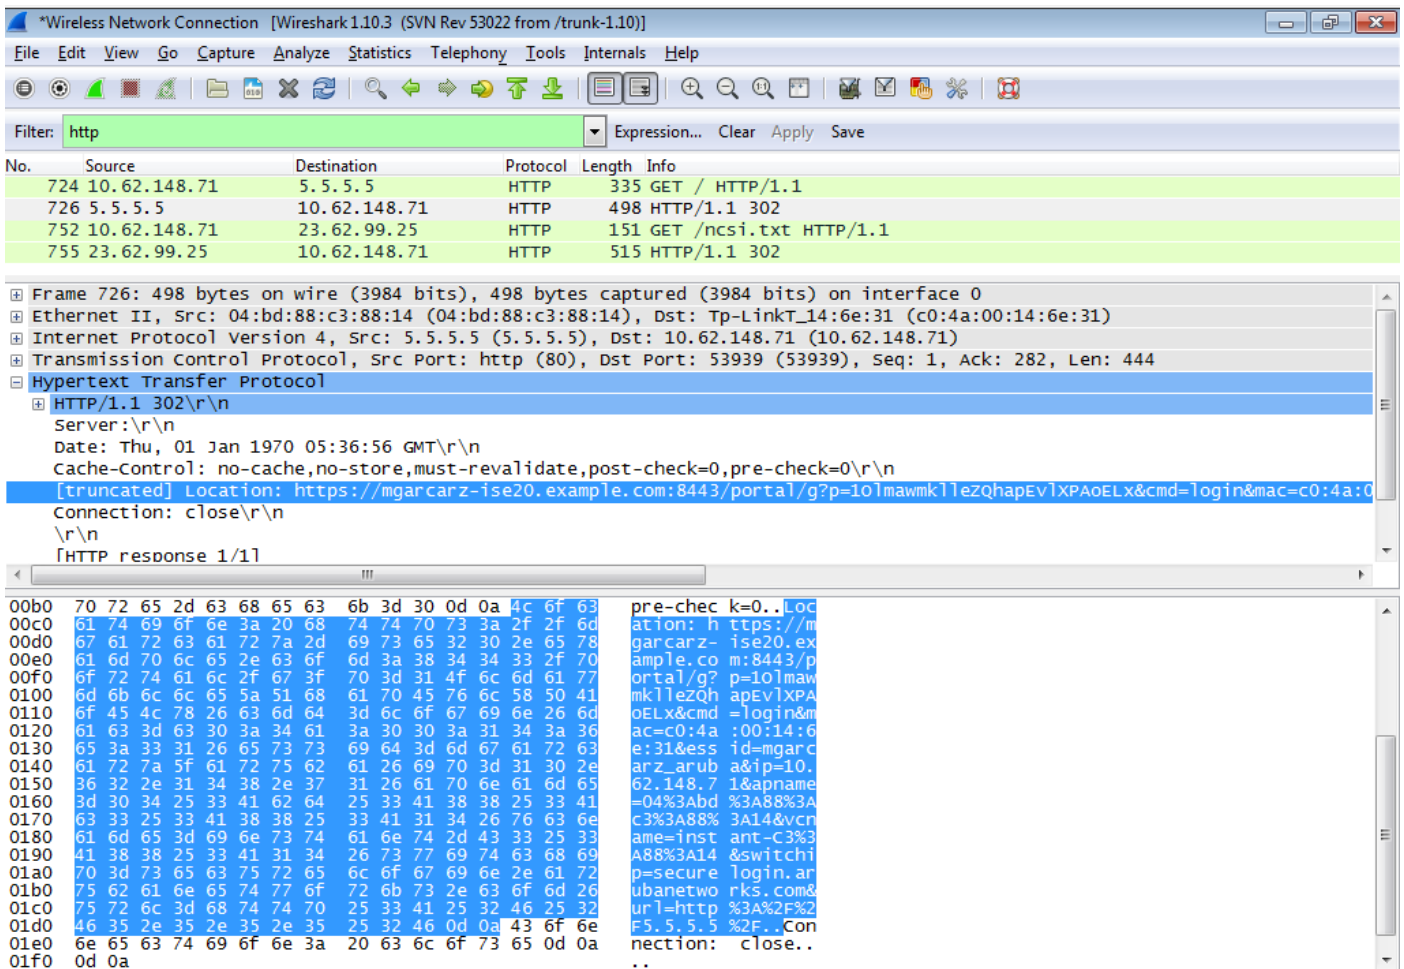 *Wireless Network Connection [Wireshark 1.10.3 (SVN Rev 53022 from /trunk-1.10)]
File Edit View Go Capture Analyze Statistics Telephony Tools Internals Help
Filter: http Expression... Clear Apply Save
No. Source Destination Protocol Length Info
724 10.62.148.71 5.5.5.5 HTTP 335 GET / HTTP/1.1
726 5.5.5.5 10.62.148.71 HTTP 498 HTTP/1.1 302
752 10.62.148.71 23.62.99.25 HTTP 151 GET /ncsi.txt HTTP/1.1
755 23.62.99.25 10.62.148.71 HTTP 515 HTTP/1.1 302
Frame 726: 498 bytes on wire (3984 bits), 498 bytes captured (3984 bits) on interface 0
Ethernet II, Src: 04:bd:88:c3:88:14 (04:bd:88:c3:88:14), Dst: Tp-LinkT_14:6e:31 (c0:4a:00:14:6e:31)
Internet Protocol Version 4, Src: 5.5.5.5 (5.5.5.5), Dst: 10.62.148.71 (10.62.148.71)
Transmission Control Protocol, Src Port: http (80), Dst Port: 53939 (53939), Seq: 1, Ack: 282, Len: 444
Hypertext Transfer Protocol
HTTP/1.1 302\r\n
Server:\r\n
Date: Thu, 01 Jan 1970 05:36:56 GMT\r\n
Cache-Control: no-cache,no-store,must-revalidate,post-check=0,pre-check=0\r\n
[truncated] Location: https://mgarcarz-ise20.example.com:8443/portal/g?p=1OlmawmklleZQhapEvlXPAoELx&cmd=login&mac=c0:4a:0
Connection: close\r\n
\r\n
[HTTP response 1/1]
00b0 70 72 65 2d 63 68 65 63 6b 3d 30 0d 0a 4c 6f 63 pre-chec k=0..Loc
00c0 61 74 69 6f 6e 3a 20 68 74 74 70 73 3a 2f 2f 6d ation: h ttps://m
00d0 67 61 72 63 61 72 7a 2d 69 73 65 32 30 2e 65 78 garcarz- ise20.ex
00e0 61 6d 70 6c 65 2e 63 6f 6d 3a 38 34 34 33 2f 70 ample.co m:8443/p
00f0 6f 72 74 61 6c 2f 67 3f 70 3d 31 4f 6c 6d 61 77 ortal/g? p=1Olmaw
0100 6d 6b 6c 6c 65 5a 51 68 61 70 45 76 6c 58 50 41 mklleZQh apEvlXPA
0110 6f 45 4c 78 26 63 6d 64 3d 6c 6f 67 69 6e 26 6d oELx&cmd =login&m
0120 61 63 3d 63 30 3a 34 61 3a 30 30 3a 31 34 3a 36 ac=c0:4a :00:14:6
0130 65 3a 33 31 26 65 73 73 69 64 3d 6d 67 61 72 63 e:31&ess id=mgarc
0140 61 72 7a 5f 61 72 75 62 61 26 69 70 3d 31 30 2e arz_arub a&ip=10.
0150 36 32 2e 31 34 38 2e 37 31 26 61 70 6e 61 6d 65 62.148.7 1&apname
0160 3d 30 34 25 33 41 62 64 25 33 41 38 38 25 33 41 =04%3Abd %3A88%3A
0170 63 33 25 33 41 38 38 25 33 41 31 34 26 76 63 6e c3%3A88% 3A14&vcn
0180 61 6d 65 3d 69 6e 73 74 61 6e 74 2d 43 33 25 33 ame=inst ant-C3%3
0190 41 38 38 25 33 41 31 34 26 73 77 69 74 63 68 69 A88%3A14 &switchi
01a0 70 3d 73 65 63 75 72 65 6c 6f 67 69 6e 2e 61 72 p=secure login.ar
01b0 75 62 61 6e 65 74 77 6f 72 6b 73 2e 63 6f 6d 26 ubanetwo rks.com&
01c0 75 72 6c 3d 68 74 74 70 25 33 41 25 32 46 25 32 url=http %3A%2F%2
01d0 46 35 2e 35 2e 35 2e 35 25 32 46 0d 0a 43 6f 6e F5.5.5.5 %2F..Con
01e0 6e 65 63 74 69 6f 6e 3a 20 63 6c 6f 73 65 0d 0a nection: close..
01f0 0d 0a ..